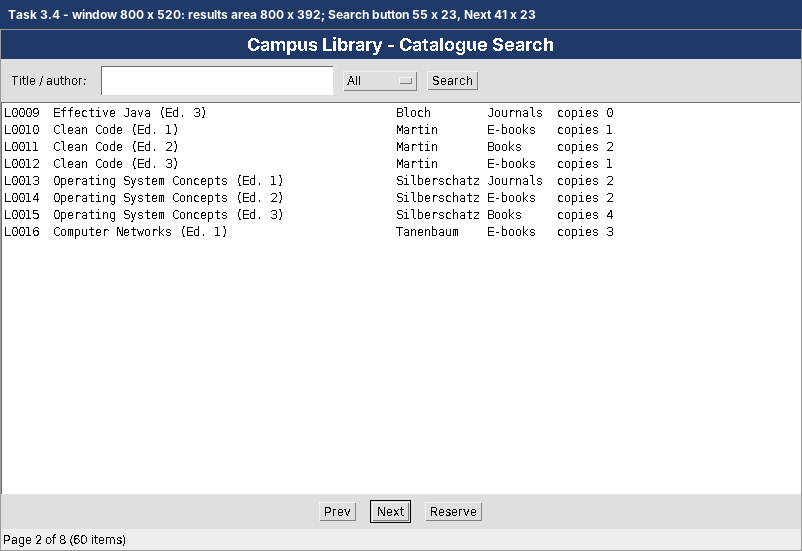 Task 3.4 - window 800 x 520: results area 800 x 392; Search button 55 x 23, Next 41 x 23
Campus Library - Catalogue Search
Title / author: All Search
L0009 Effective Java (Ed. 3) Bloch Journals copies 0
L0010 Clean Code (Ed. 1) Martin E-books copies 1
L0011 Clean Code (Ed. 2) Martin Books copies 2
L0012 Clean Code (Ed. 3) Martin E-books copies 1
L0013 Operating System Concepts (Ed. 1) Silberschatz Journals copies 2
L0014 Operating System Concepts (Ed. 2) Silberschatz E-books copies 2
L0015 Operating System Concepts (Ed. 3) Silberschatz Books copies 4
L0016 Computer Networks (Ed. 1) Tanenbaum E-books copies 3
Prev Next Reserve
Page 2 of 8 (60 items)